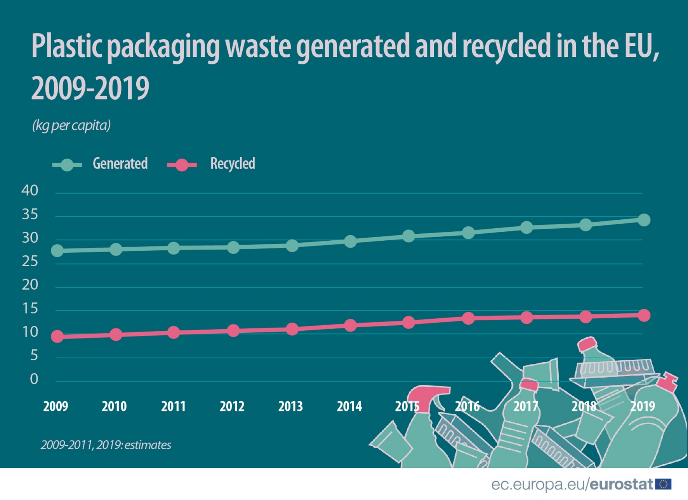 Plastic packaging waste generated and recycled in the EU,
2009-2019
(kg per capita)
Generated Recycled
40
35
30
25
20
15
10
5
0
2009 2010 2011 2012 2013 2014 2015 2016 2017 2018 2019
2009-2011, 2019: estimates
ec.europa.eu/eurostat